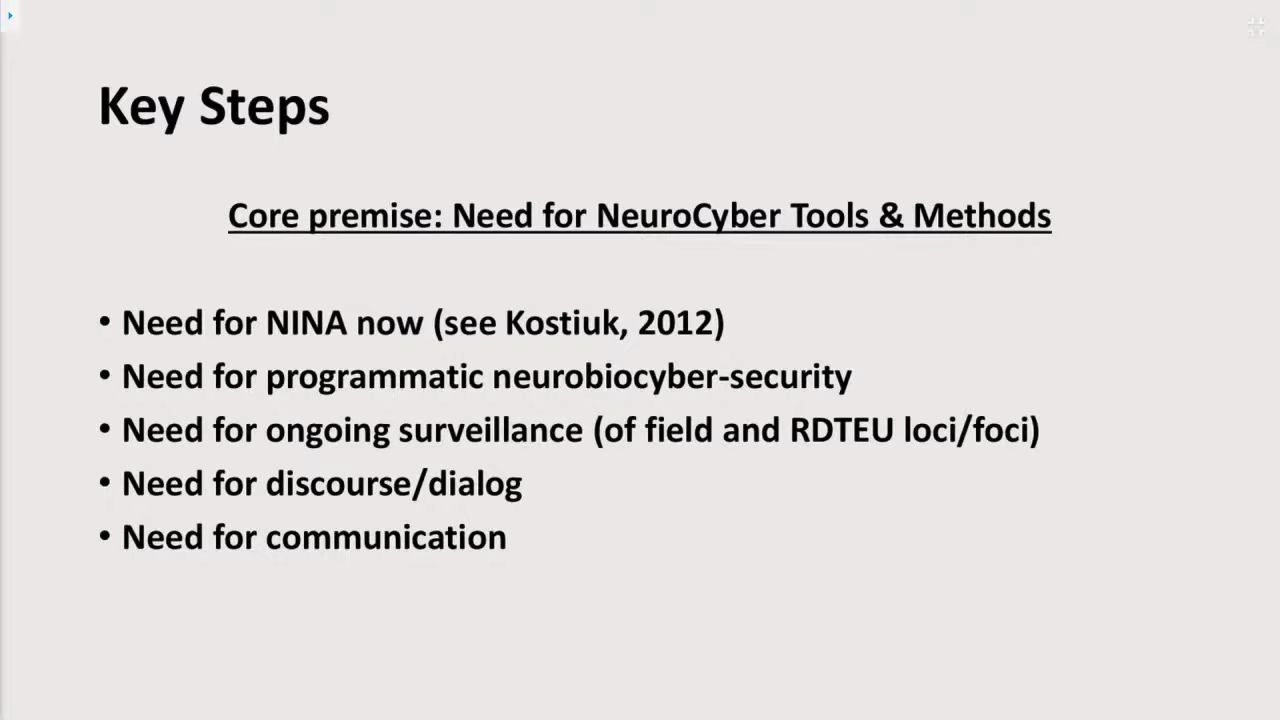 Key Steps
Core premise: Need for NeuroCyber Tools & Methods
• Need for NINA now (see Kostiuk, 2012)
• Need for programmatic neurobiocyber-security
• Need for ongoing surveillance (of field and RDTEU loci/foci)
• Need for discourse/dialog
• Need for communication